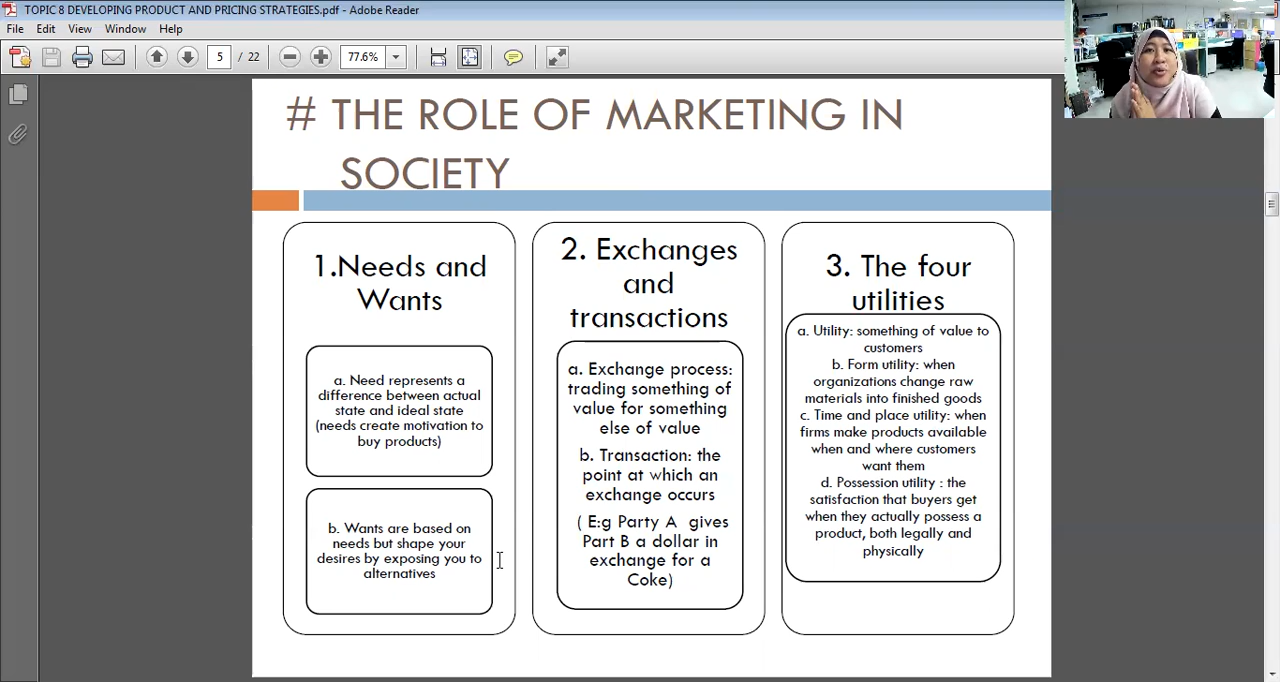 TOPIC 8 DEVELOPING PRODUCT AND PRICING STRATEGIES.pdf - Adobe Reader
File Edit View Window Help
5 / 22 77.6%
# THE ROLE OF MARKETING IN
SOCIETY
1.Needs and
Wants
a. Need represents a
difference between actual
state and ideal state
(needs create motivation to
buy products)
b. Wants are based on
needs but shape your
desires by exposing you to
alternatives
2. Exchanges
and
transactions
a. Exchange process:
trading something of
value for something
else of value
b. Transaction: the
point at which an
exchange occurs
( E:g Party A gives
Part B a dollar in
exchange for a
Coke)
3. The four
utilities
a. Utility: something of value to
customers
b. Form utility: when
organizations change raw
materials into finished goods
c. Time and place utility: when
firms make products available
when and where customers
want them
d. Possession utility : the
satisfaction that buyers get
when they actually possess a
product, both legally and
physically